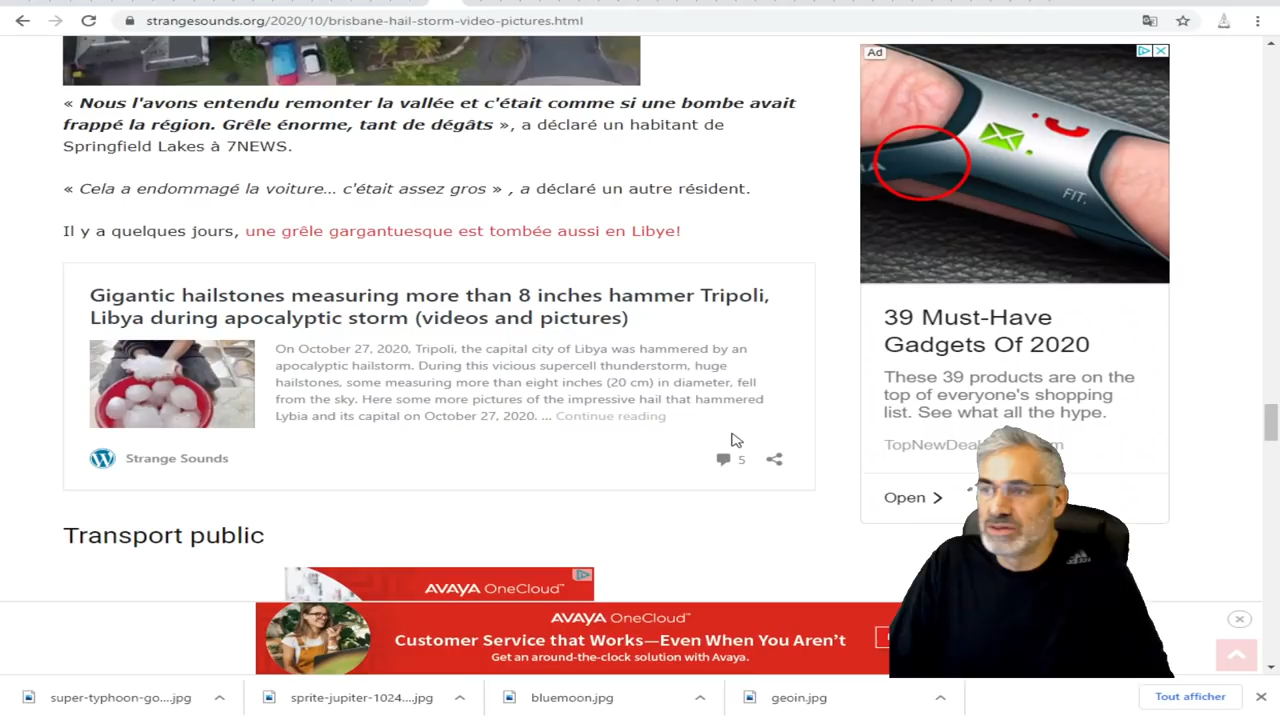 strangesounds.org/2020/10/brisbane-hail-storm-video-pictures.html
« Nous l'avons entendu remonter la vallée et c'était comme si une bombe avait
frappé la région. Grêle énorme, tant de dégâts », a déclaré un habitant de
Springfield Lakes à 7NEWS.
« Cela a endommagé la voiture... c'était assez gros » , a déclaré un autre résident.
Il y a quelques jours, une grêle gargantuesque est tombée aussi en Libye!
Gigantic hailstones measuring more than 8 inches hammer Tripoli,
Libya during apocalyptic storm (videos and pictures)
On October 27, 2020, Tripoli, the capital city of Libya was hammered by an
apocalyptic hailstorm. During this vicious supercell thunderstorm, huge
hailstones, some measuring more than eight inches (20 cm) in diameter, fell
from the sky. Here some more pictures of the impressive hail that hammered
Lybia and its capital on October 27, 2020. ... Continue reading
Strange Sounds
5
Transport public
Ad
FIT.
39 Must-Have
Gadgets Of 2020
These 39 products are on the
top of everyone's shopping
list. See what all the hype.
Open
AVAYA OneCloud™
AVAYA OneCloud™
Customer Service that Works—Even When You Aren't
Get an around-the-clock solution with Avaya.
adidas
super-typhoon-go....jpg
sprite-jupiter-1024....jpg
bluemoon.jpg
geoin.jpg
Tout afficher